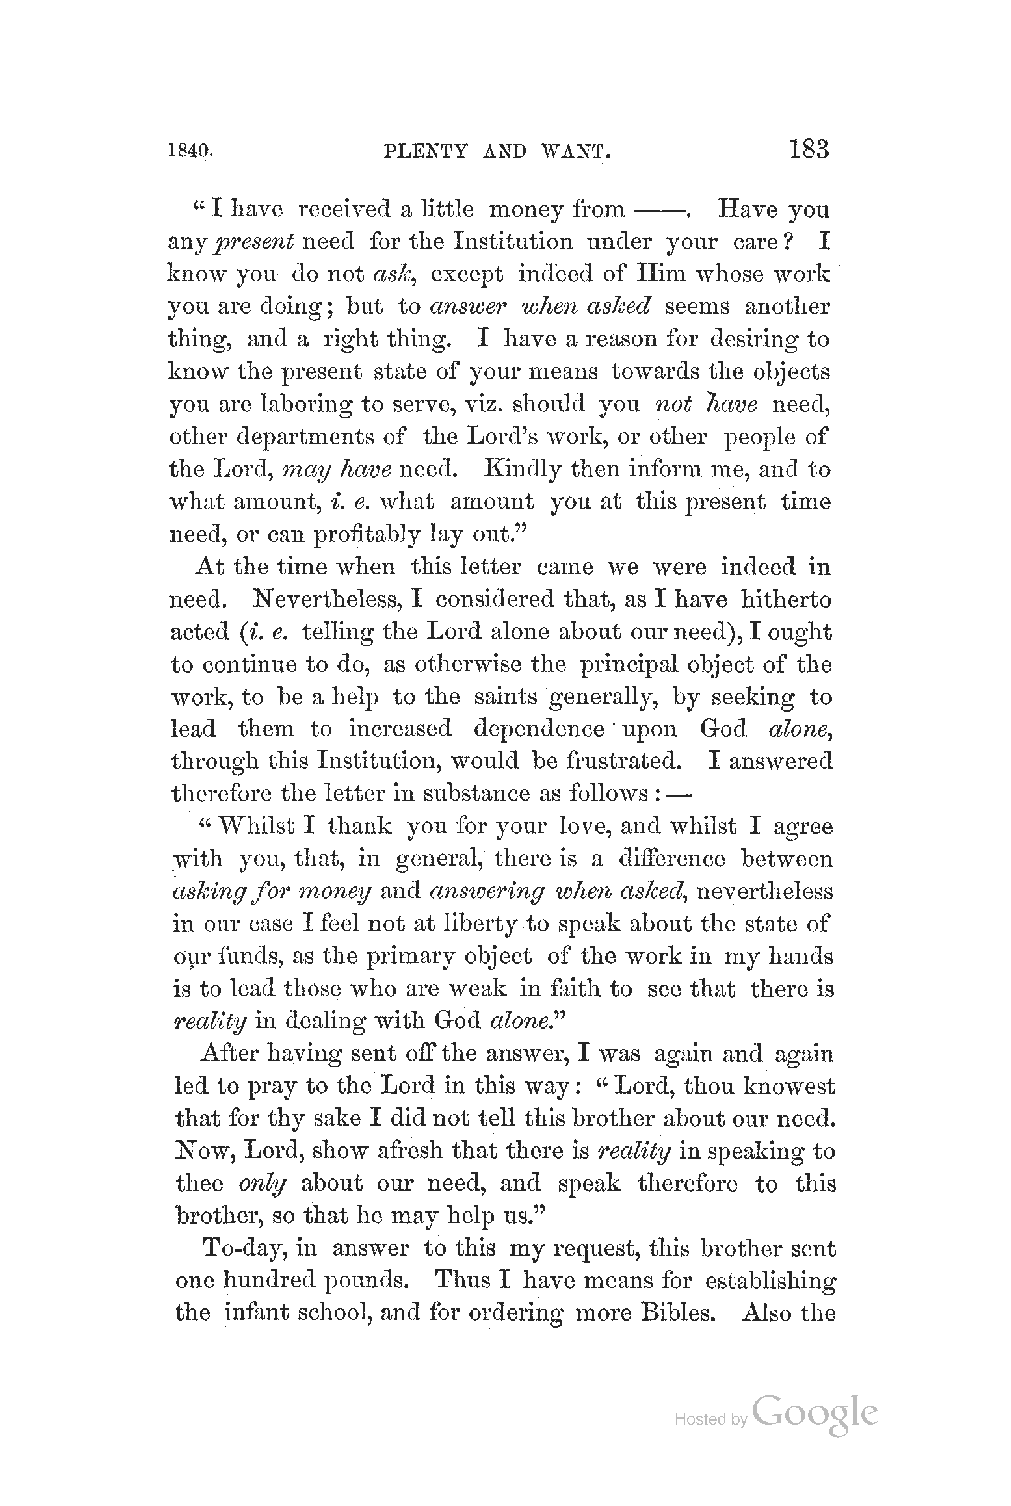 1840. PLENTY AND WANT. 183
“I have received a little money from ——. Have you
any present need for the Institution under your care? I
know you do not ask, except indeed of Him whose work
you are doing; but to answer when asked seems another
thing, and a right thing. I have a reason for desiring to
know the present state of your means towards the objects
you are laboring to serve, viz. should you not have need,
other departments of the Lord’s work, or other people of
the Lord, may have need. Kindly then inform me, and to
what amount, i. e. what amount you at this present time
need, or can profitably lay out.”
At the time when this letter came we were indeed in
need. Nevertheless, I considered that, as I have hitherto
acted (i. e. telling the Lord alone about our need), I ought
to continue to do, as otherwise the principal object of the
work, to be a help to the saints generally, by seeking to
lead them to increased dependence upon God alone,
through this Institution, would be frustrated. I answered
therefore the letter in substance as follows: —
“Whilst I thank you for your love, and whilst I agree
with you, that, in general, there is a difference between
asking for money and answering when asked, nevertheless
in our case I feel not at liberty to speak about the state of
our funds, as the primary object of the work in my hands
is to lead those who are weak in faith to see that there is
reality in dealing with God alone.”
After having sent off the answer, I was again and again
led to pray to the Lord in this way: “Lord, thou knowest
that for thy sake I did not tell this brother about our need.
Now, Lord, show afresh that there is reality in speaking to
thee only about our need, and speak therefore to this
brother, so that he may help us.”
To-day, in answer to this my request, this brother sent
one hundred pounds. Thus I have means for establishing
the infant school, and for ordering more Bibles. Also the
Hosted by Google